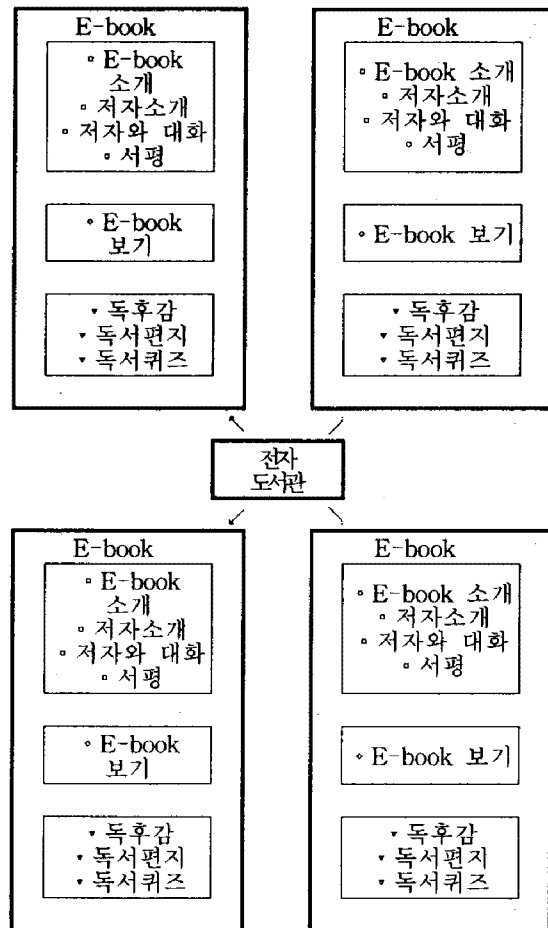 E-book
▫ E-book
소개
▫ 저자소개
▫ 저자와 대화
▫ 서평
⋄ E-book
보기
▾ 독후감
▾ 독서편지
▾ 독서퀴즈
E-book
▫ E-book 소개
▫ 저자소개
▫ 저자와 대화
▫ 서평
⋄ E-book 보기
▾ 독후감
▾ 독서편지
▾ 독서퀴즈
전자
도서관
E-book
▫ E-book
소개
▫ 저자소개
▫ 저자와 대화
▫ 서평
⋄ E-book
보기
▾ 독후감
▾ 독서편지
▾ 독서퀴즈
E-book
▫ E-book 소개
▫ 저자소개
▫ 저자와 대화
▫ 서평
⋄ E-book 보기
▾ 독후감
▾ 독서편지
▾ 독서퀴즈